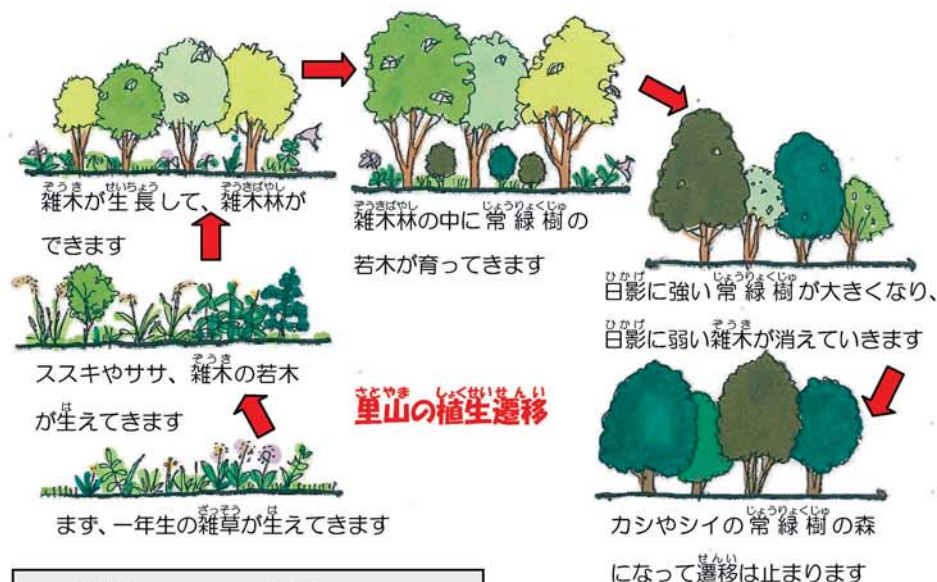 まず、一年生の雑草が生えてきます
ススキやササ、雑木の若木
が生えてきます
雑木が生長して、雑木林が
できます
雑木林の中に常緑樹の
若木が育ってきます
日影に強い常緑樹が大きくなり、
日影に弱い雑木が消えていきます
カシやシイの常緑樹の森
になって遷移は止まります
里山の植生遷移